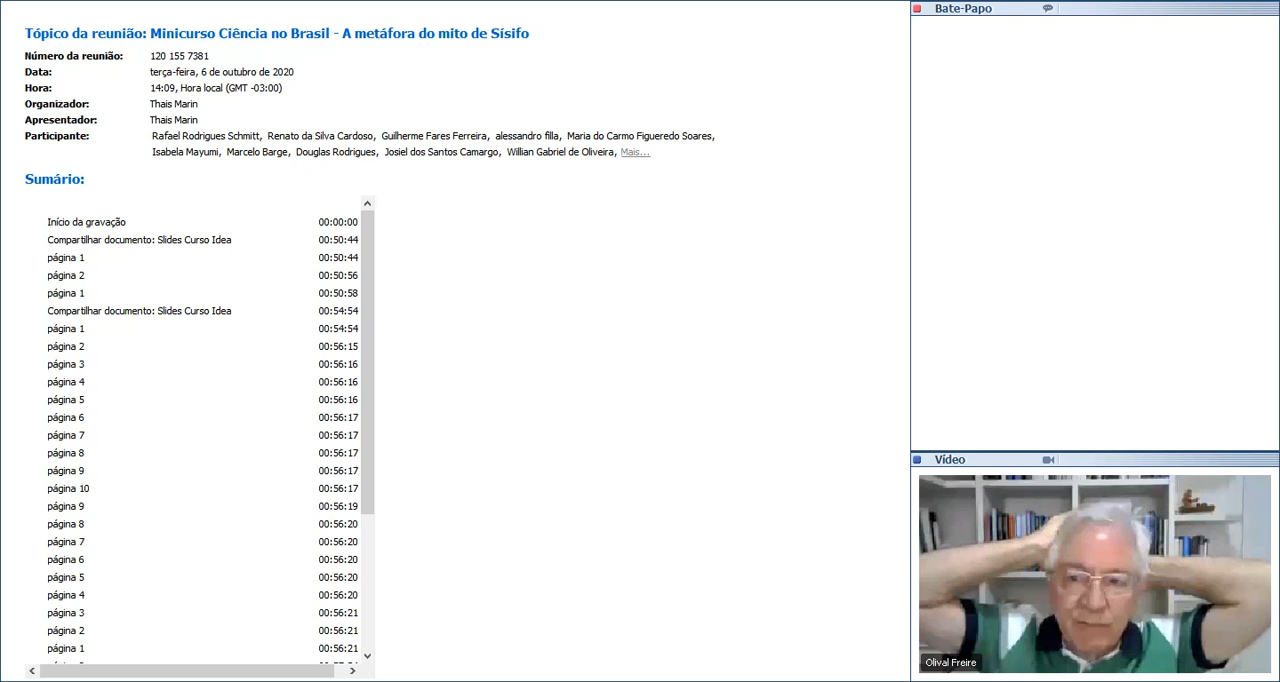 Tópico da reunião: Minicurso Ciência no Brasil - A metáfora do mito de Sísifo
Número da reunião: 120 155 7381
Data: terça-feira, 6 de outubro de 2020
Hora: 14:09, Hora local (GMT -03:00)
Organizador: Thais Marin
Apresentador: Thais Marin
Participante: Rafael Rodrigues Schmitt, Renato da Silva Cardoso, Guilherme Fares Ferreira, alessandro filla, Maria do Carmo Figueredo Soares,
Isabela Mayumi, Marcelo Barge, Douglas Rodrigues, Josiel dos Santos Camargo, Willian Gabriel de Oliveira, Mais...
Sumário:
Início da gravação 00:00:00
Compartilhar documento: Slides Curso Idea 00:50:44
página 1 00:50:44
página 2 00:50:56
página 1 00:50:58
Compartilhar documento: Slides Curso Idea 00:54:54
página 1 00:54:54
página 2 00:56:15
página 3 00:56:16
página 4 00:56:16
página 5 00:56:16
página 6 00:56:17
página 7 00:56:17
página 8 00:56:17
página 9 00:56:17
página 10 00:56:17
página 9 00:56:19
página 8 00:56:20
página 7 00:56:20
página 6 00:56:20
página 5 00:56:20
página 4 00:56:20
página 3 00:56:21
página 2 00:56:21
página 1 00:56:21
Bate-Papo
Vídeo
Olival Freire